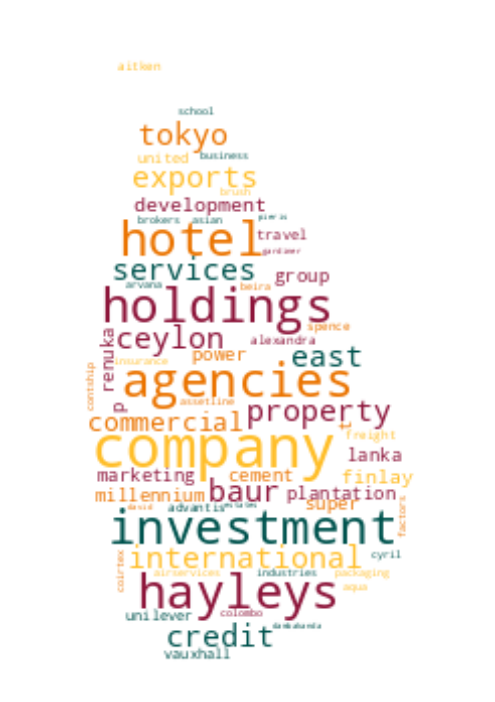 aitken
school
tokyo
united business
exports
brush
development
brokers asian pieris
hotel travel
gardiner
services group
arvana beira
holdings
spence
renuka ceylon alexandra
insurance power east
contship agencies
assetline
p property
commercial t
company freight
lanka
marketing cement finlay
millennium baur plantation
david advantis estates super factors
investment
international cyril
coirtex airservices industries packaging
hayleys aqua
unilever colombo
credit dambakanda
vauxhall